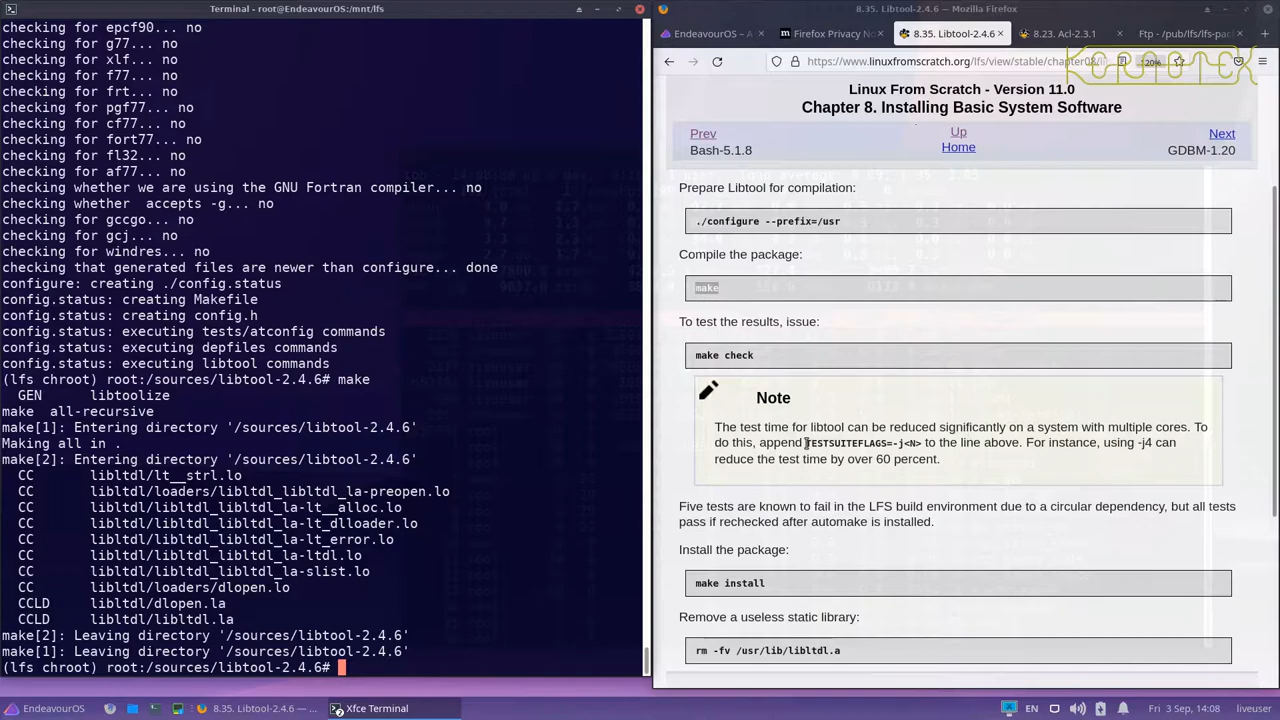 Terminal - root@EndeavourOS:/mnt/lfs
checking for epcf90... no
checking for g77... no
checking for xlf... no
checking for f77... no
checking for frt... no
checking for pgf77... no
checking for cf77... no
checking for fort77... no
checking for fl32... no
checking for af77... no
checking whether we are using the GNU Fortran compiler... no
checking whether  accepts -g... no
checking for gccgo... no
checking for gcj... no
checking for windres... no
checking that generated files are newer than configure... done
configure: creating ./config.status
config.status: creating Makefile
config.status: creating config.h
config.status: executing tests/atconfig commands
config.status: executing depfiles commands
config.status: executing libtool commands
(lfs chroot) root:/sources/libtool-2.4.6# make
  GEN      libtoolize
make  all-recursive
make[1]: Entering directory '/sources/libtool-2.4.6'
Making all in .
make[2]: Entering directory '/sources/libtool-2.4.6'
  CC       libltdl/lt__strl.lo
  CC       libltdl/loaders/libltdl_libltdl_la-preopen.lo
  CC       libltdl/libltdl_libltdl_la-lt__alloc.lo
  CC       libltdl/libltdl_libltdl_la-lt_dlloader.lo
  CC       libltdl/libltdl_libltdl_la-lt_error.lo
  CC       libltdl/libltdl_libltdl_la-ltdl.lo
  CC       libltdl/libltdl_libltdl_la-slist.lo
  CC       libltdl/loaders/dlopen.lo
  CCLD     libltdl/dlopen.la
  CCLD     libltdl/libltdl.la
make[2]: Leaving directory '/sources/libtool-2.4.6'
make[1]: Leaving directory '/sources/libtool-2.4.6'
(lfs chroot) root:/sources/libtool-2.4.6#
8.35. Libtool-2.4.6 — Mozilla Firefox
EndeavourOS – A
Firefox Privacy No
8.35. Libtool-2.4.6
8.23. Acl-2.3.1
Ftp - /pub/lfs/lfs-pac
https://www.linuxfromscratch.org/lfs/view/stable/chapter08/
120%
Linux From Scratch - Version 11.0
Chapter 8. Installing Basic System Software
Prev Up Next
Bash-5.1.8 Home GDBM-1.20
Prepare Libtool for compilation:
./configure --prefix=/usr
Compile the package:
make
To test the results, issue:
make check
Note
The test time for libtool can be reduced significantly on a system with multiple cores. To
do this, append TESTSUITEFLAGS=-j<N> to the line above. For instance, using -j4 can
reduce the test time by over 60 percent.
Five tests are known to fail in the LFS build environment due to a circular dependency, but all tests
pass if rechecked after automake is installed.
Install the package:
make install
Remove a useless static library:
rm -fv /usr/lib/libltdl.a
EndeavourOS
8.35. Libtool-2.4.6 — ...
2
Xfce Terminal
EN
Fri 3 Sep, 14:08
liveuser